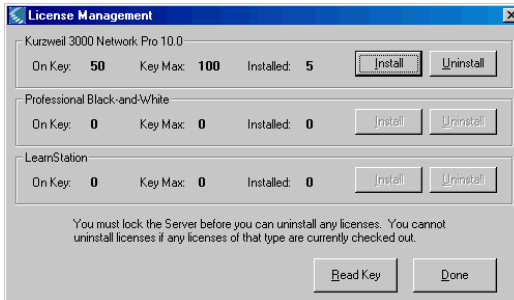 License Management
Kurzweil 3000 Network Pro 10.0
On Key: 50 Key Max: 100 Installed: 5 Install Uninstall
Professional Black-and-White
On Key: 0 Key Max: 0 Installed: 0 Install Uninstall
LearnStation
On Key: 0 Key Max: 0 Installed: 0 Install Uninstall
You must lock the Server before you can uninstall any licenses. You cannot
uninstall licenses if any licenses of that type are currently checked out.
Read Key Done